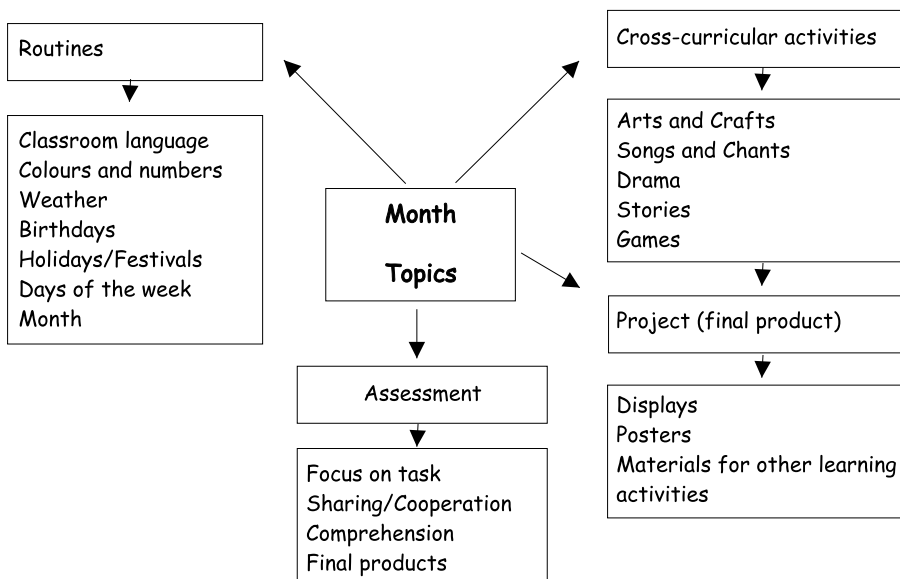 Routines
Classroom language
Colours and numbers
Weather
Birthdays
Holidays/Festivals
Days of the week
Month
Month
Topics
Assessment
Focus on task
Sharing/Cooperation
Comprehension
Final products
Cross-curricular activities
Arts and Crafts
Songs and Chants
Drama
Stories
Games
Project (final product)
Displays
Posters
Materials for other learning
activities